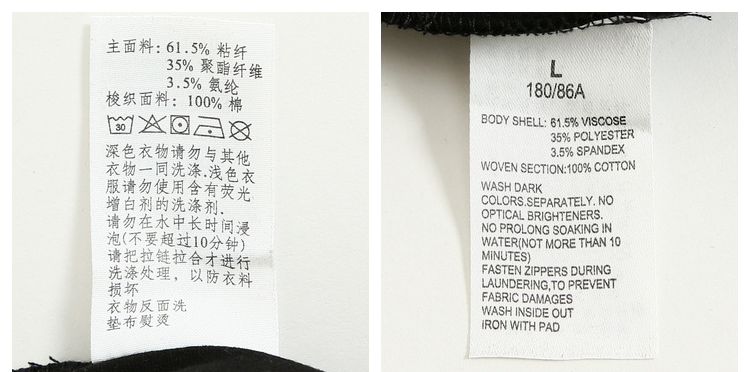 主面料: 61.5% 粘纤
35% 聚酯纤维
3.5% 氨纶
梭织面料: 100% 棉
30
深色衣物请勿与其他
衣物一同洗涤.浅色衣
服请勿使用含有荧光
增白剂的洗涤剂.
请勿在水中长时间浸
泡(不要超过10分钟)
请把拉链拉合才进行
洗涤处理, 以防衣料
损坏
衣物反面洗
垫布熨烫
L
180/86A
BODY SHELL: 61.5% VISCOSE
35% POLYESTER
3.5% SPANDEX
WOVEN SECTION:100% COTTON
WASH DARK
COLORS.SEPARATELY. NO
OPTICAL BRIGHTENERS.
NO PROLONG SOAKING IN
WATER(NOT MORE THAN 10
MINUTES)
FASTEN ZIPPERS DURING
LAUNDERING,TO PREVENT
FABRIC DAMAGES
WASH INSIDE OUT
IRON WITH PAD